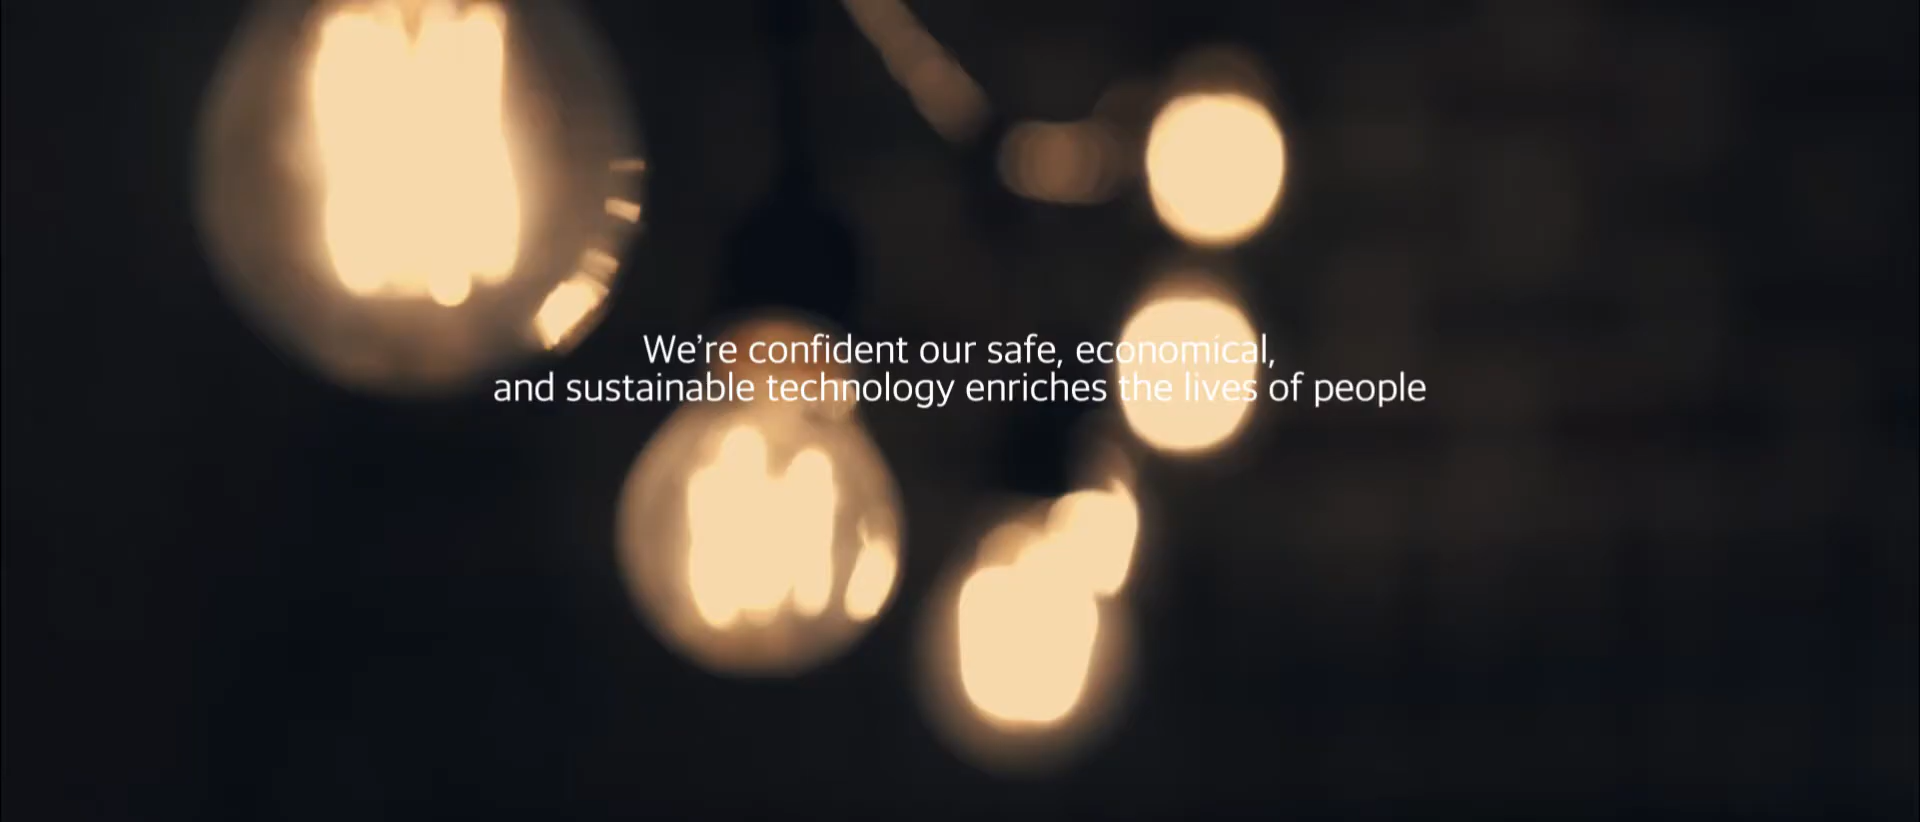 We’re confident our safe, economical,
and sustainable technology enriches the lives of people